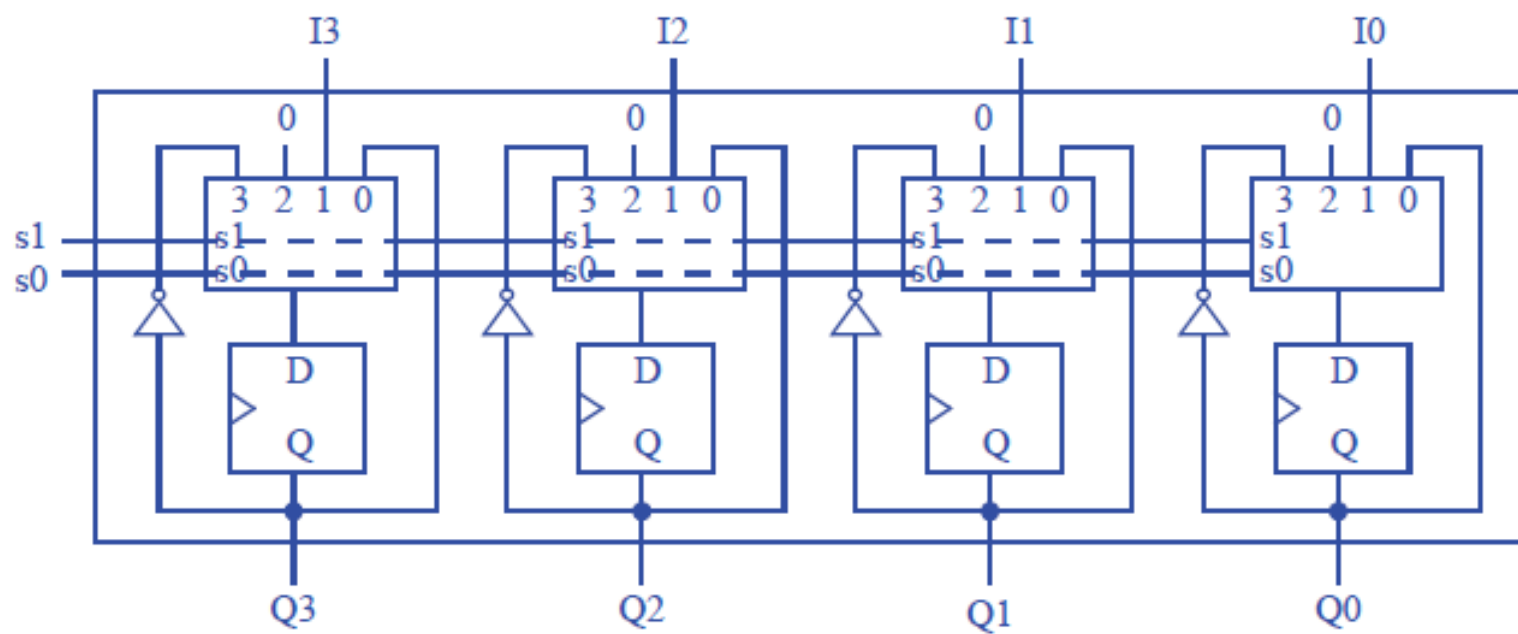 I3 I2 I1 I0
0 0 0 0
3 2 1 0 3 2 1 0 3 2 1 0 3 2 1 0
s1 s1 s1 s1 s1
s0 s0 s0 s0 s0
D D D D
Q Q Q Q
Q3 Q2 Q1 Q0